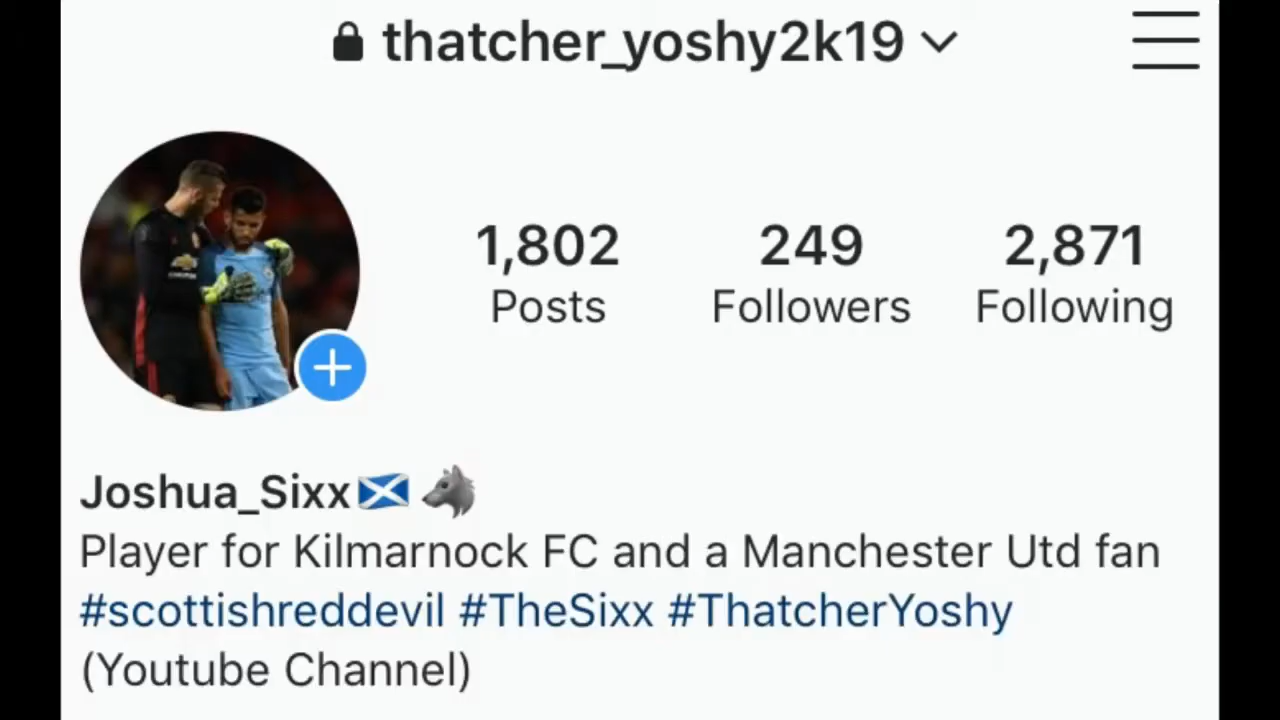 thatcher_yoshy2k19
1,802 249 2,871
Posts Followers Following
Joshua_Sixx🏴󠁧󠁢󠁳󠁣󠁴󠁿 🐺
Player for Kilmarnock FC and a Manchester Utd fan
#scottishreddevil #TheSixx #ThatcherYoshy
(Youtube Channel)